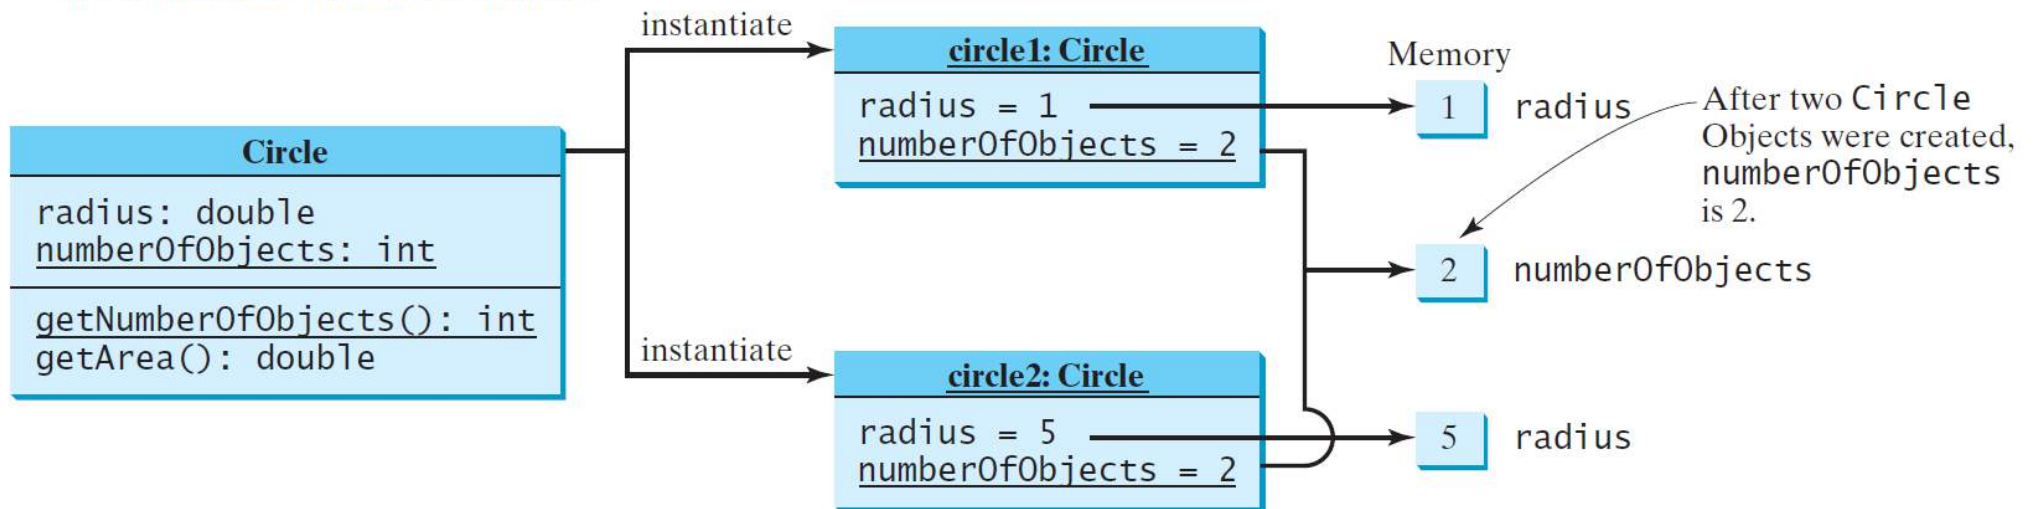 instantiate
circle1: Circle
radius = 1
numberOfObjects = 2
Memory
1 radius
After two Circle
Objects were created,
numberOfObjects
is 2.
Circle
radius: double
numberOfObjects: int
getNumberOfObjects(): int
getArea(): double
2 numberOfObjects
instantiate
circle2: Circle
radius = 5
numberOfObjects = 2
5 radius